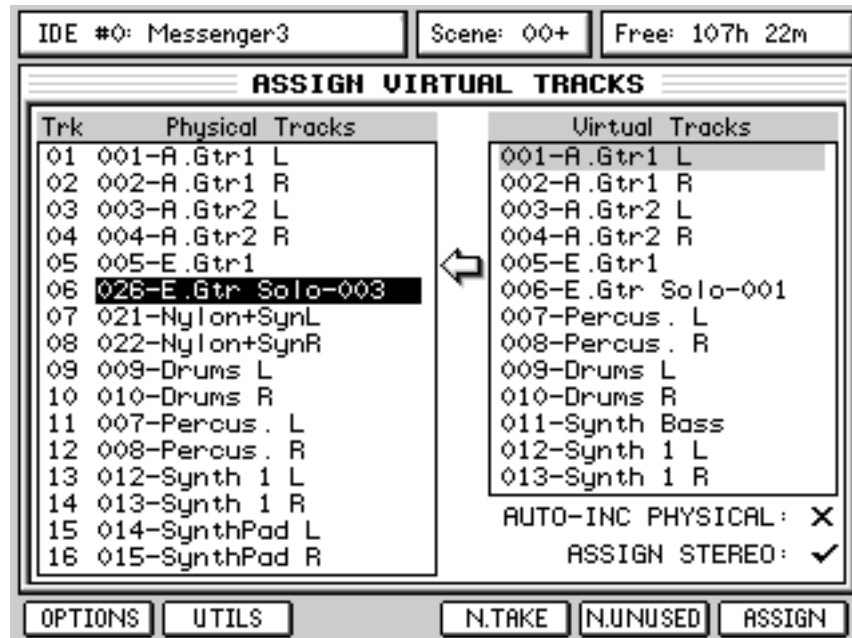 IDE #0: Messenger3 Scene: 00+ Free: 107h 22m
ASSIGN VIRTUAL TRACKS
Trk Physical Tracks
01 001-A.Gtr1 L
02 002-A.Gtr1 R
03 003-A.Gtr2 L
04 004-A.Gtr2 R
05 005-E.Gtr1
06 026-E.Gtr Solo-003
07 021-Nylon+SynL
08 022-Nylon+SynR
09 009-Drums L
10 010-Drums R
11 007-Percus. L
12 008-Percus. R
13 012-Synth 1 L
14 013-Synth 1 R
15 014-SynthPad L
16 015-SynthPad R
Virtual Tracks
001-A.Gtr1 L
002-A.Gtr1 R
003-A.Gtr2 L
004-A.Gtr2 R
005-E.Gtr1
006-E.Gtr Solo-001
007-Percus. L
008-Percus. R
009-Drums L
010-Drums R
011-Synth Bass
012-Synth 1 L
013-Synth 1 R
AUTO-INC PHYSICAL: ✗
ASSIGN STEREO: ✓
OPTIONS UTILS N.TAKE N.UNUSED ASSIGN